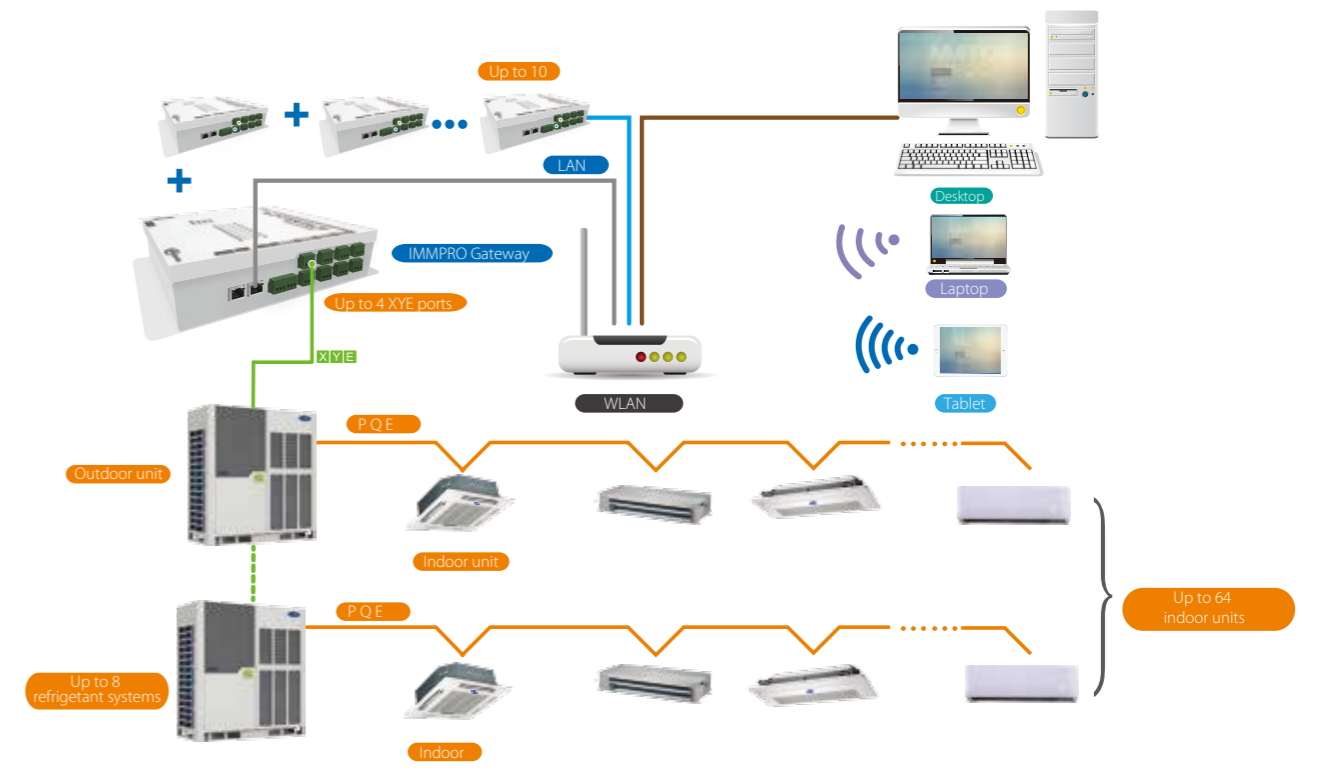 Up to 10
LAN
Desktop
IMMPRO Gateway
Laptop
Up to 4 XYE ports
X Y E
WLAN
Tablet
P Q E
Outdoor unit
Indoor unit
Up to 64
indoor units
P Q E
Up to 8
refrigetant systems
Indoor